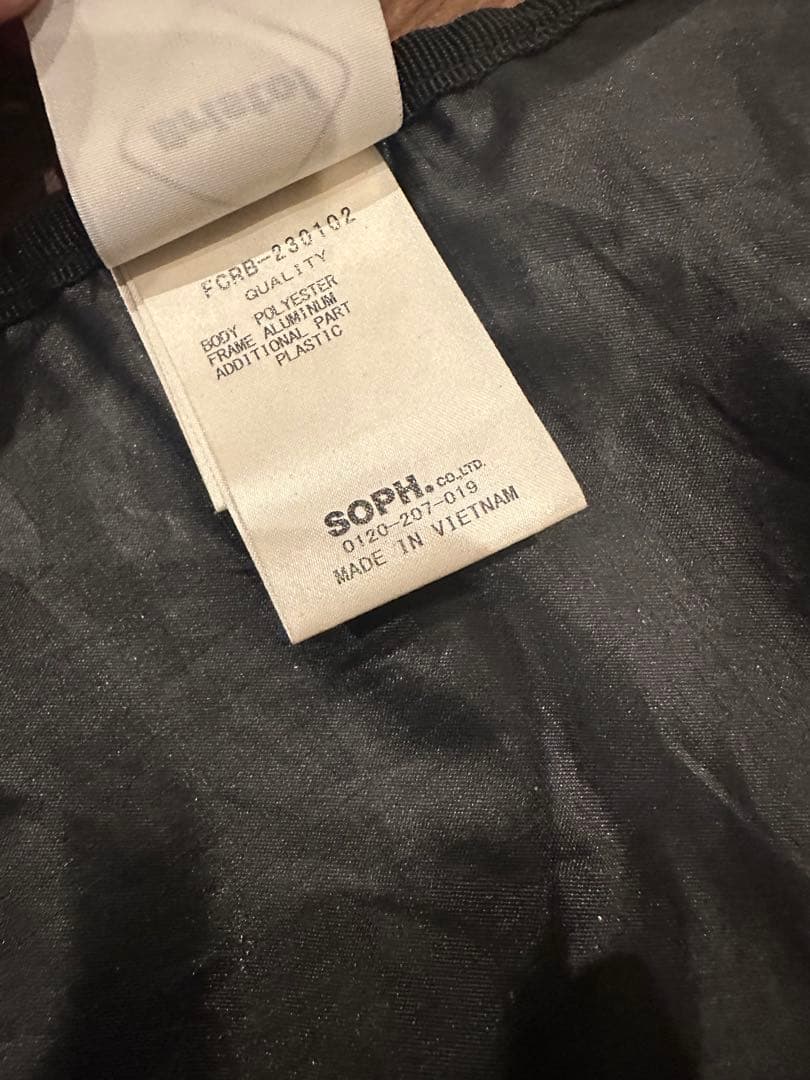 FCRB-230102
QUALITY
BODY POLYESTER
FRAME ALUMINUM
ADDITIONAL PART
PLASTIC
SOPH. CO.,LTD.
0120-207-019
MADE IN VIETNAM